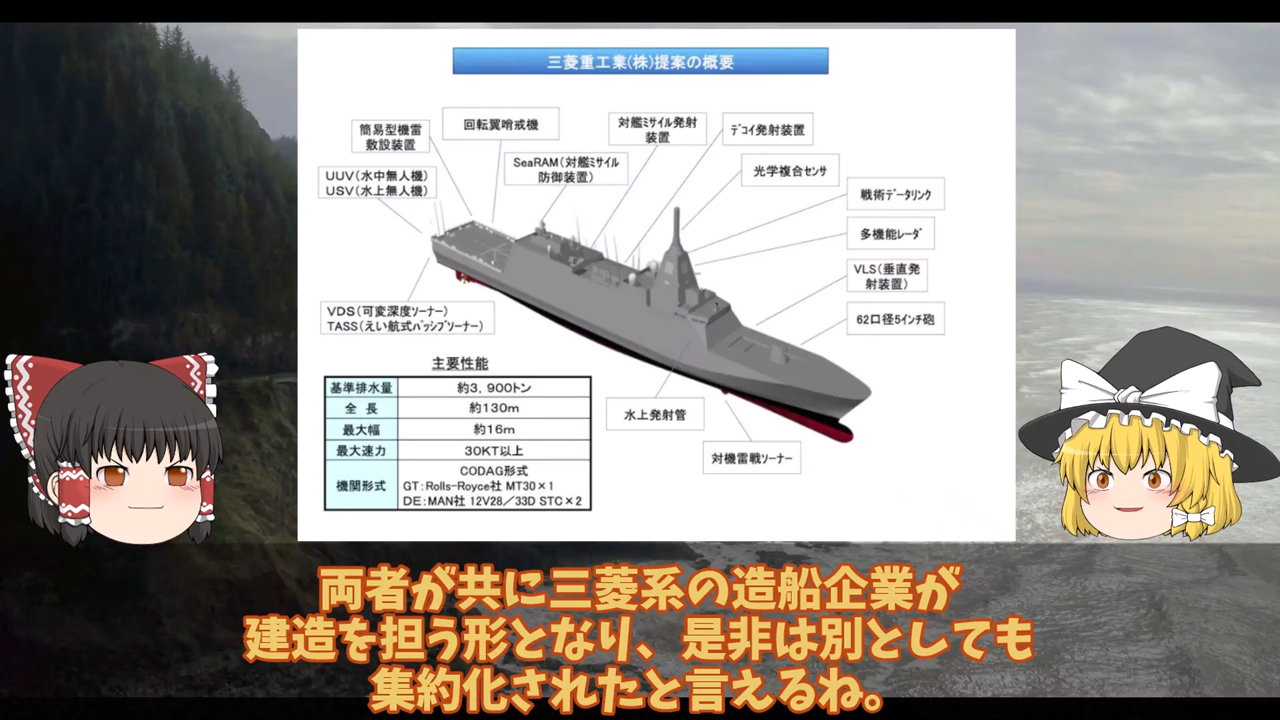 三菱重工業(株)提案の概要
簡易型機雷
敷設装置
回転翼哨戒機
対艦ﾐｻｲﾙ発射
装置
ﾃﾞｺｲ発射装置
SeaRAM(対艦ﾐｻｲﾙ
防御装置)
光学複合ｾﾝｻ
UUV(水中無人機)
USV(水上無人機)
戦術ﾃﾞｰﾀﾘﾝｸ
多機能ﾚｰﾀﾞ
VLS(垂直発
射装置)
62口径5ｲﾝﾁ砲
VDS(可変深度ｿｰﾅｰ)
TASS(えい航式ﾊﾟｯｼﾌﾞｿｰﾅｰ)
水上発射管
対機雷戦ｿｰﾅｰ
主要性能
基準排水量 約3,900トン
全 長 約130m
最大幅 約16m
最大速力 30KT以上
機関形式 CODAG形式
GT:Rolls-Royce社 MT30×1
DE:MAN社 12V28/33D STC×2
両者が共に三菱系の造船企業が
建造を担う形となり、是非は別としても
集約化されたと言えるね。